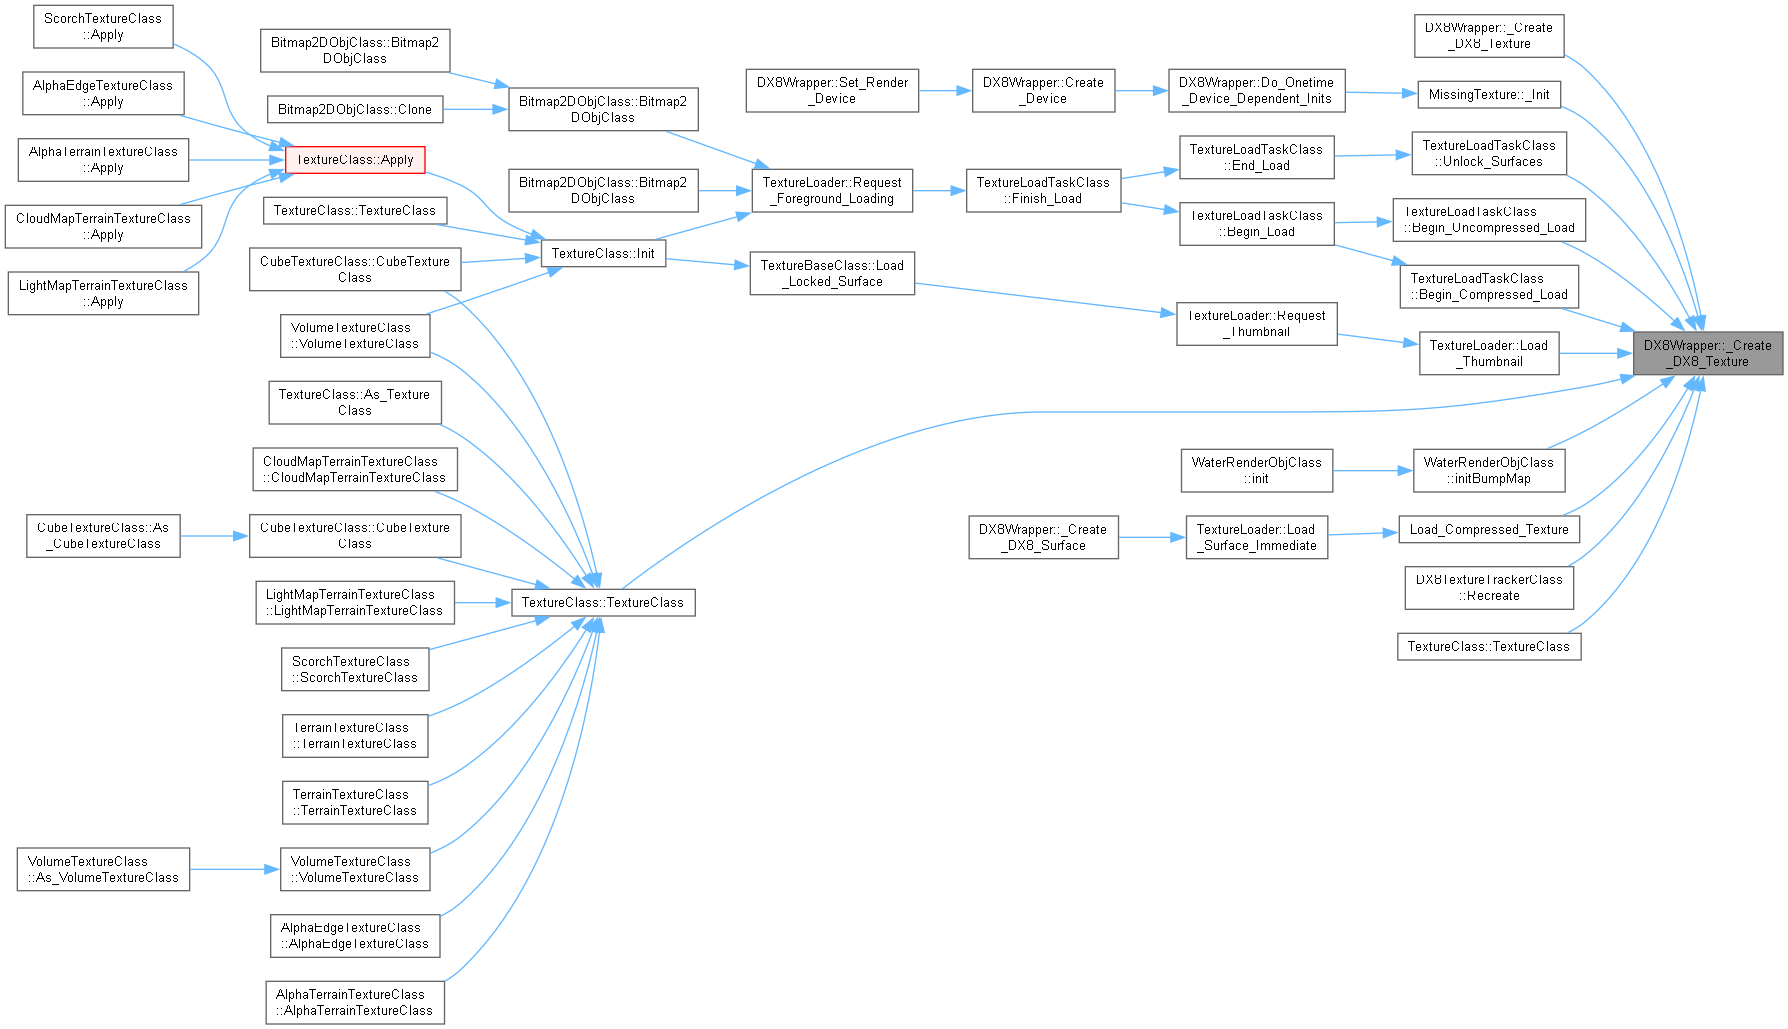 ScorchTextureClass
::Apply
AlphaEdgeTextureClass
::Apply
AlphaTerrainTextureClass
::Apply
CloudMapTerrainTextureClass
::Apply
LightMapTerrainTextureClass
::Apply
CubeTextureClass::As
_CubeTextureClass
VolumeTextureClass
::As_VolumeTextureClass
Bitmap2DObjClass::Bitmap2
DObjClass
Bitmap2DObjClass::Clone
TextureClass::Apply
TextureClass::TextureClass
CubeTextureClass::CubeTexture
Class
VolumeTextureClass
::VolumeTextureClass
TextureClass::As_Texture
Class
CloudMapTerrainTextureClass
::CloudMapTerrainTextureClass
CubeTextureClass::CubeTexture
Class
LightMapTerrainTextureClass
::LightMapTerrainTextureClass
ScorchTextureClass
::ScorchTextureClass
TerrainTextureClass
::TerrainTextureClass
TerrainTextureClass
::TerrainTextureClass
VolumeTextureClass
::VolumeTextureClass
AlphaEdgeTextureClass
::AlphaEdgeTextureClass
AlphaTerrainTextureClass
::AlphaTerrainTextureClass
Bitmap2DObjClass::Bitmap2
DObjClass
Bitmap2DObjClass::Bitmap2
DObjClass
TextureClass::Init
TextureClass::TextureClass
DX8Wrapper::Set_Render
_Device
TextureLoader::Request
_Foreground_Loading
TextureBaseClass::Load
_Locked_Surface
DX8Wrapper::Create
_Device
TextureLoadTaskClass
::Finish_Load
DX8Wrapper::_Create
_DX8_Surface
DX8Wrapper::Do_Onetime
_Device_Dependent_Inits
TextureLoadTaskClass
::End_Load
TextureLoadTaskClass
::Begin_Load
TextureLoader::Request
_Thumbnail
WaterRenderObjClass
::init
TextureLoader::Load
_Surface_Immediate
DX8Wrapper::_Create
_DX8_Texture
MissingTexture::_Init
TextureLoadTaskClass
::Unlock_Surfaces
TextureLoadTaskClass
::Begin_Uncompressed_Load
TextureLoadTaskClass
::Begin_Compressed_Load
TextureLoader::Load
_Thumbnail
WaterRenderObjClass
::initBumpMap
Load_Compressed_Texture
DX8TextureTrackerClass
::Recreate
TextureClass::TextureClass
DX8Wrapper::_Create
_DX8_Texture